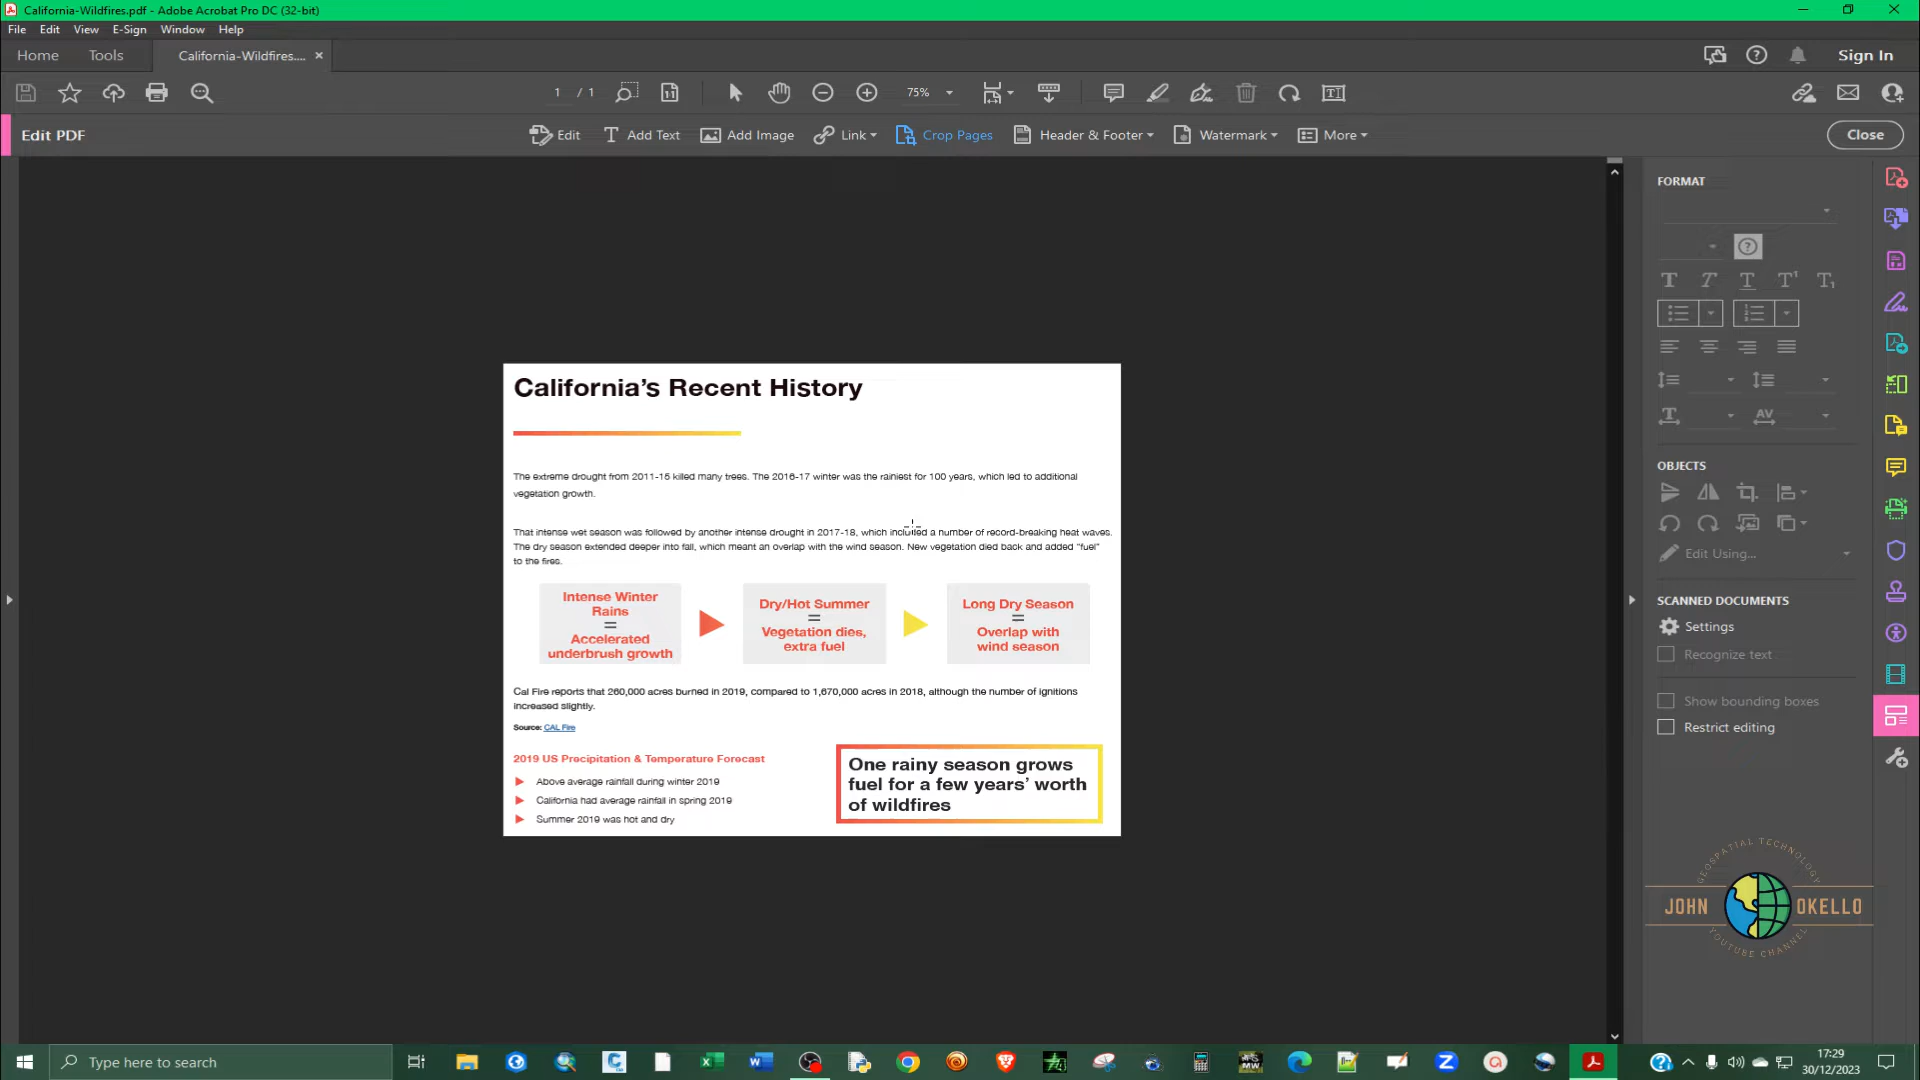 California-Wildfires.pdf - Adobe Acrobat Pro DC (32-bit)
File Edit View E-Sign Window Help
Home Tools California-Wildfires.... × Sign In
1 / 1 75%
Edit PDF Edit Add Text Add Image Link Crop Pages Header & Footer Watermark More Close
FORMAT
California’s Recent History
The extreme drought from 2011-15 killed many trees. The 2016-17 winter was the rainiest for 100 years, which led to additional
vegetation growth.
That intense wet season was followed by another intense drought in 2017-18, which included a number of record-breaking heat waves.
The dry season extended deeper into fall, which meant an overlap with the wind season. New vegetation died back and added “fuel”
to the fires.
Intense Winter
Rains
=
Accelerated
underbrush growth
Dry/Hot Summer
=
Vegetation dies,
extra fuel
Long Dry Season
=
Overlap with
wind season
Cal Fire reports that 260,000 acres burned in 2019, compared to 1,670,000 acres in 2018, although the number of ignitions
increased slightly.
Source: CAL Fire
2019 US Precipitation & Temperature Forecast
Above average rainfall during winter 2019
California had average rainfall in spring 2019
Summer 2019 was hot and dry
One rainy season grows
fuel for a few years’ worth
of wildfires
OBJECTS
Edit Using...
SCANNED DOCUMENTS
Settings
Recognize text
Show bounding boxes
Restrict editing
GEOSPATIAL TECHNOLOGY
JOHN OKELLO
YOUTUBE CHANNEL
Type here to search
17:29
30/12/2023